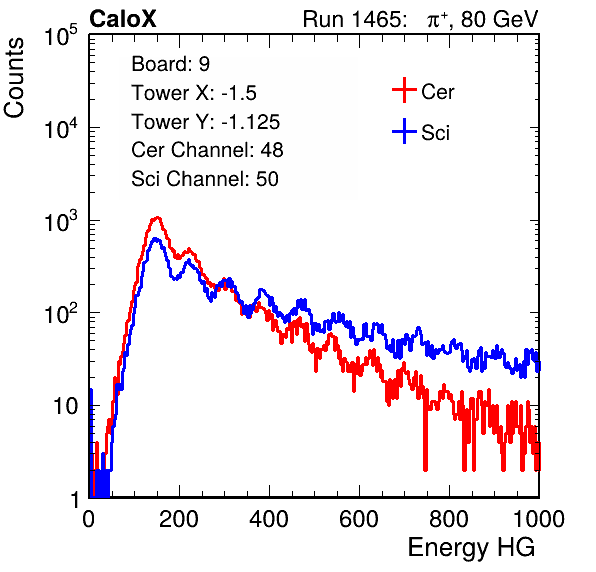 CaloX Run 1465: π⁺, 80 GeV
Counts
10⁵
10⁴
10³
10²
10
1
Board: 9
Tower X: -1.5
Tower Y: -1.125
Cer Channel: 48
Sci Channel: 50
Cer
Sci
0 200 400 600 800 1000
Energy HG